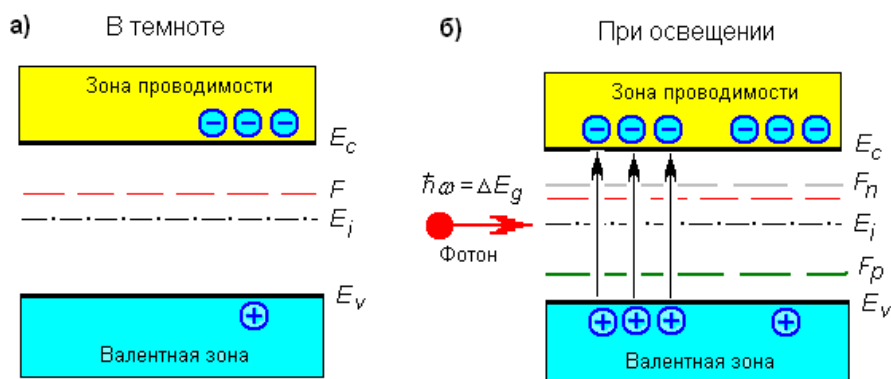 а) В темноте
Зона проводимости
E_c
F
E_i
E_v
Валентная зона
б) При освещении
Зона проводимости
E_c
ℏω = ΔE_g
F_n
E_i
Фотон
F_p
E_v
Валентная зона